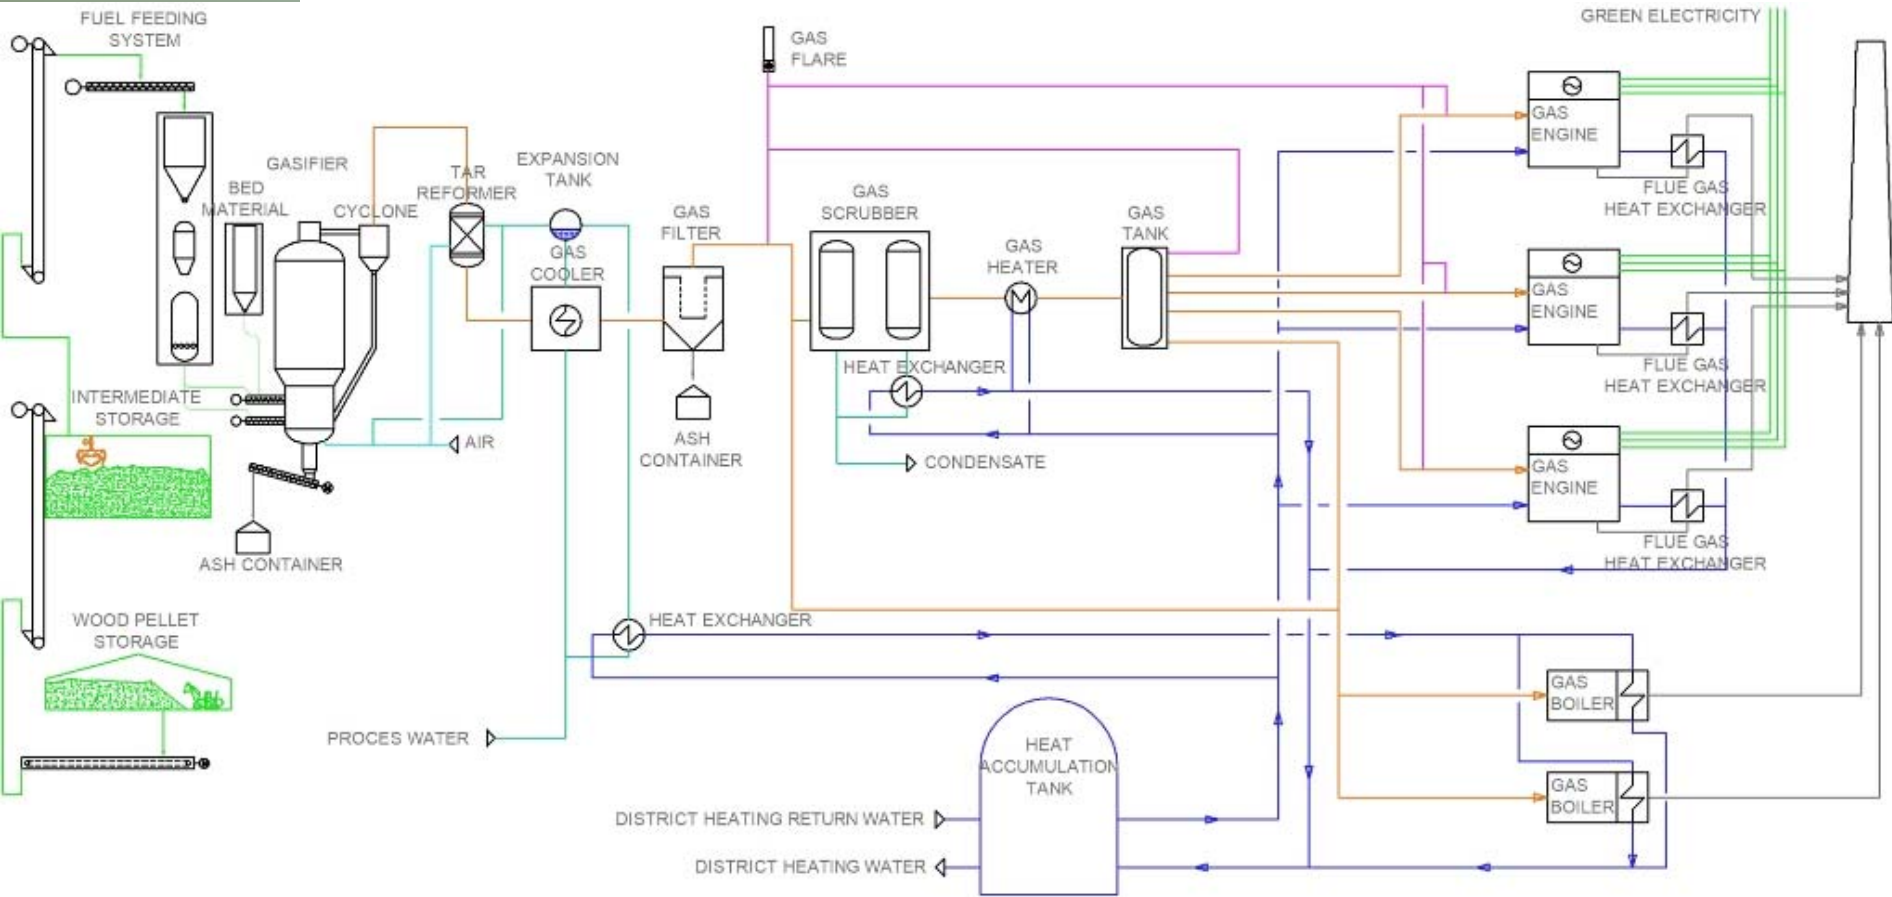 FUEL FEEDING
SYSTEM
GREEN ELECTRICITY
GAS
FLARE
GAS
ENGINE
GASIFIER
BED
MATERIAL
CYCLONE
TAR
REFORMER
EXPANSION
TANK
GAS
COOLER
GAS
FILTER
GAS
SCRUBBER
GAS
HEATER
GAS
TANK
FLUE GAS
HEAT EXCHANGER
GAS
ENGINE
FLUE GAS
HEAT EXCHANGER
HEAT EXCHANGER
INTERMEDIATE
STORAGE
AIR
ASH
CONTAINER
CONDENSATE
GAS
ENGINE
FLUE GAS
HEAT EXCHANGER
ASH CONTAINER
WOOD PELLET
STORAGE
HEAT EXCHANGER
GAS
BOILER
PROCES WATER
HEAT
ACCUMULATION
TANK
GAS
BOILER
DISTRICT HEATING RETURN WATER
DISTRICT HEATING WATER